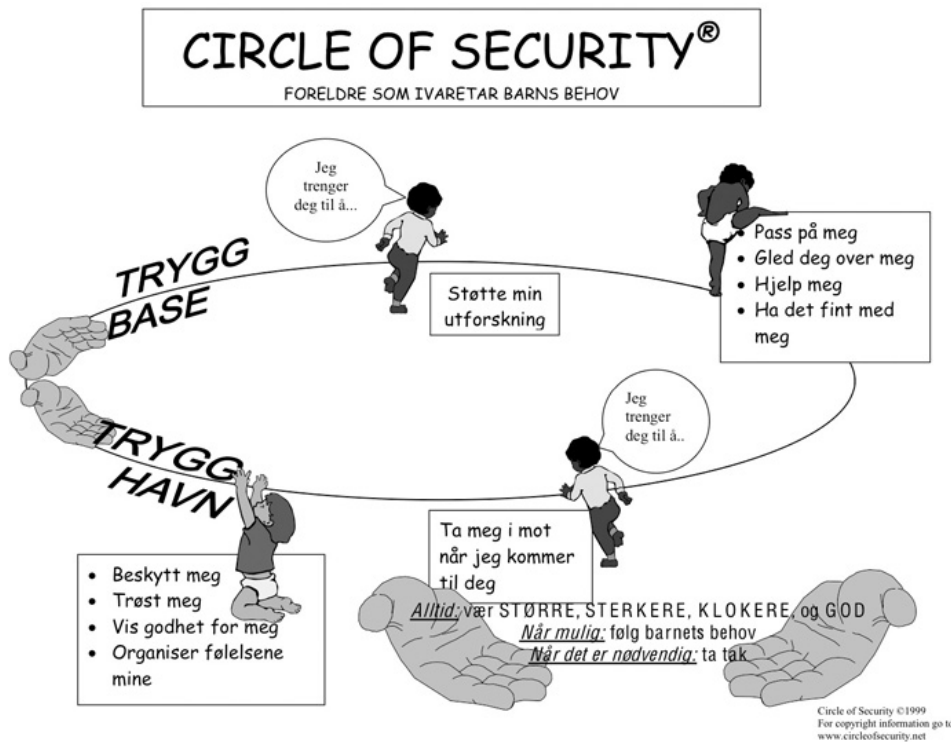 CIRCLE OF SECURITY®
FORELDRE SOM IVARETAR BARNS BEHOV
Jeg
trenger
deg til å...
TRYGG
BASE
Støtte min
utforskning
• Pass på meg
• Gled deg over meg
• Hjelp meg
• Ha det fint med
meg
Jeg
trenger
deg til å..
TRYGG
HAVN
Ta meg i mot
når jeg kommer
til deg
• Beskytt meg
• Trøst meg
• Vis godhet for meg
• Organiser følelsene
mine
Alltid: vær STØRRE, STERKERE, KLOKERE, og GOD
Når mulig: følg barnets behov
Når det er nødvendig: ta tak
Circle of Security ©1999
For copyright information go to
www.circleofsecurity.net